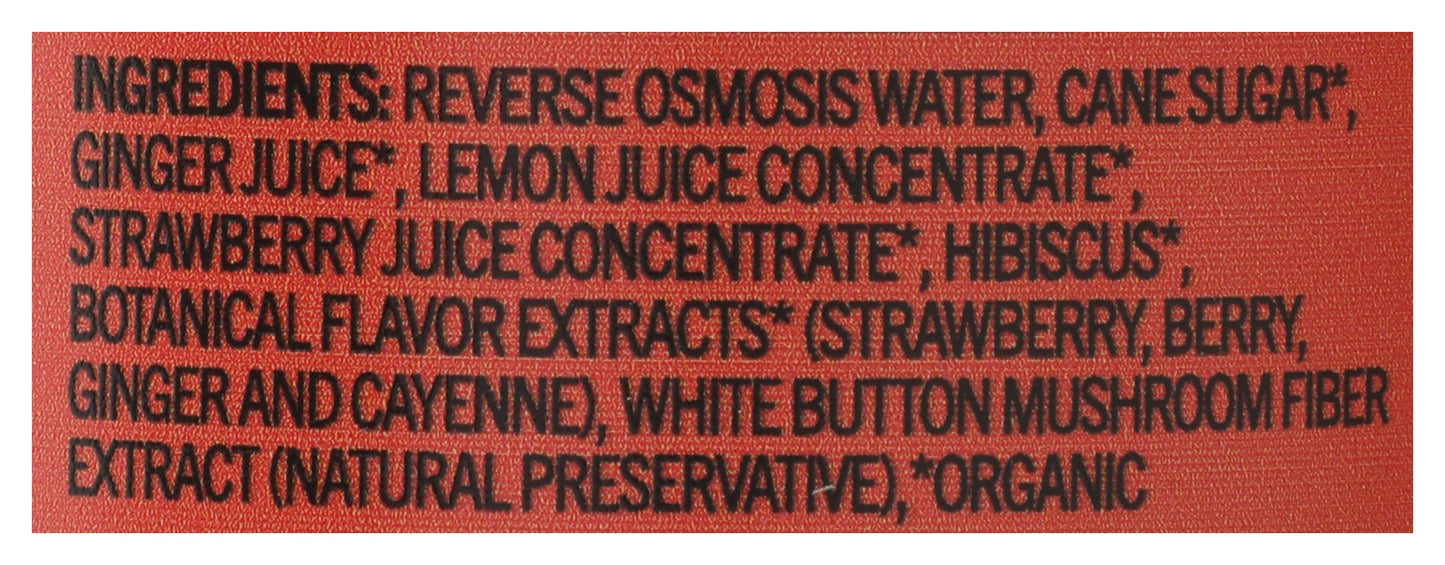 INGREDIENTS: REVERSE OSMOSIS WATER, CANE SUGAR*,
GINGER JUICE*, LEMON JUICE CONCENTRATE*,
STRAWBERRY JUICE CONCENTRATE*, HIBISCUS*,
BOTANICAL FLAVOR EXTRACTS* (STRAWBERRY, BERRY,
GINGER AND CAYENNE), WHITE BUTTON MUSHROOM FIBER
EXTRACT (NATURAL PRESERVATIVE), *ORGANIC